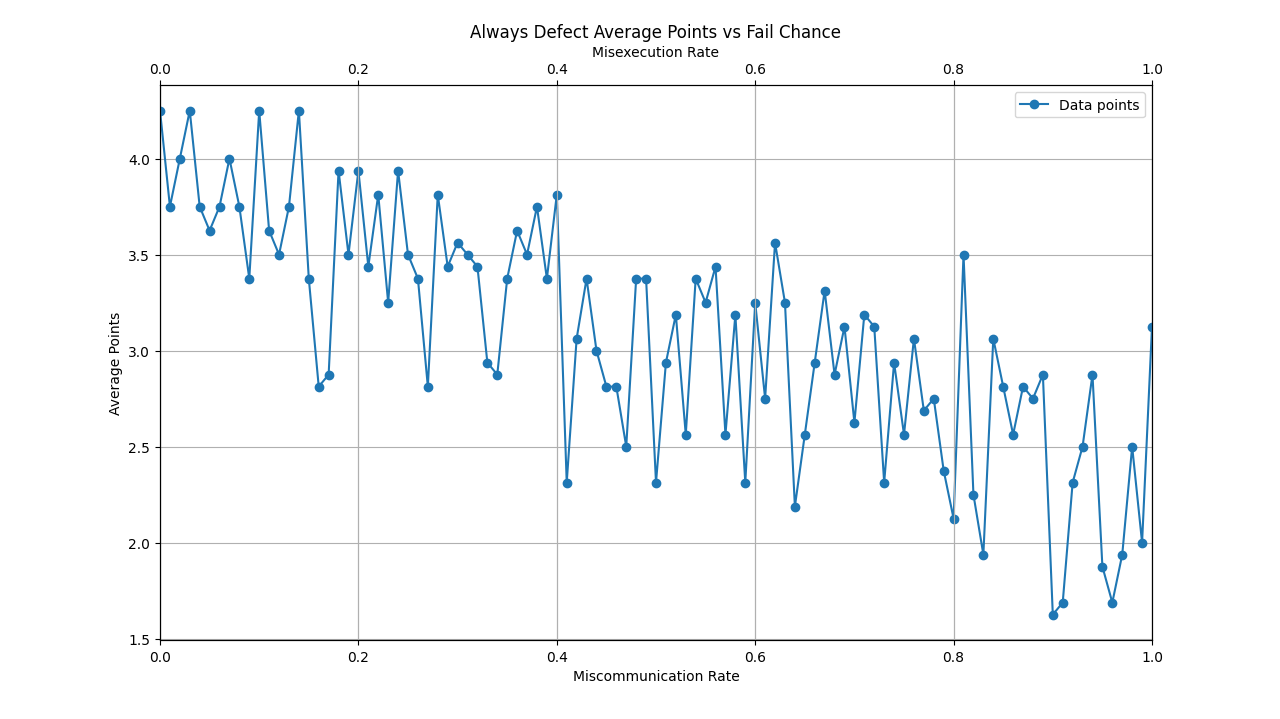 Always Defect Average Points vs Fail Chance
Misexecution Rate
0.0 0.2 0.4 0.6 0.8 1.0
Data points
4.0
3.5
3.0
2.5
2.0
1.5
Average Points
0.0 0.2 0.4 0.6 0.8 1.0
Miscommunication Rate